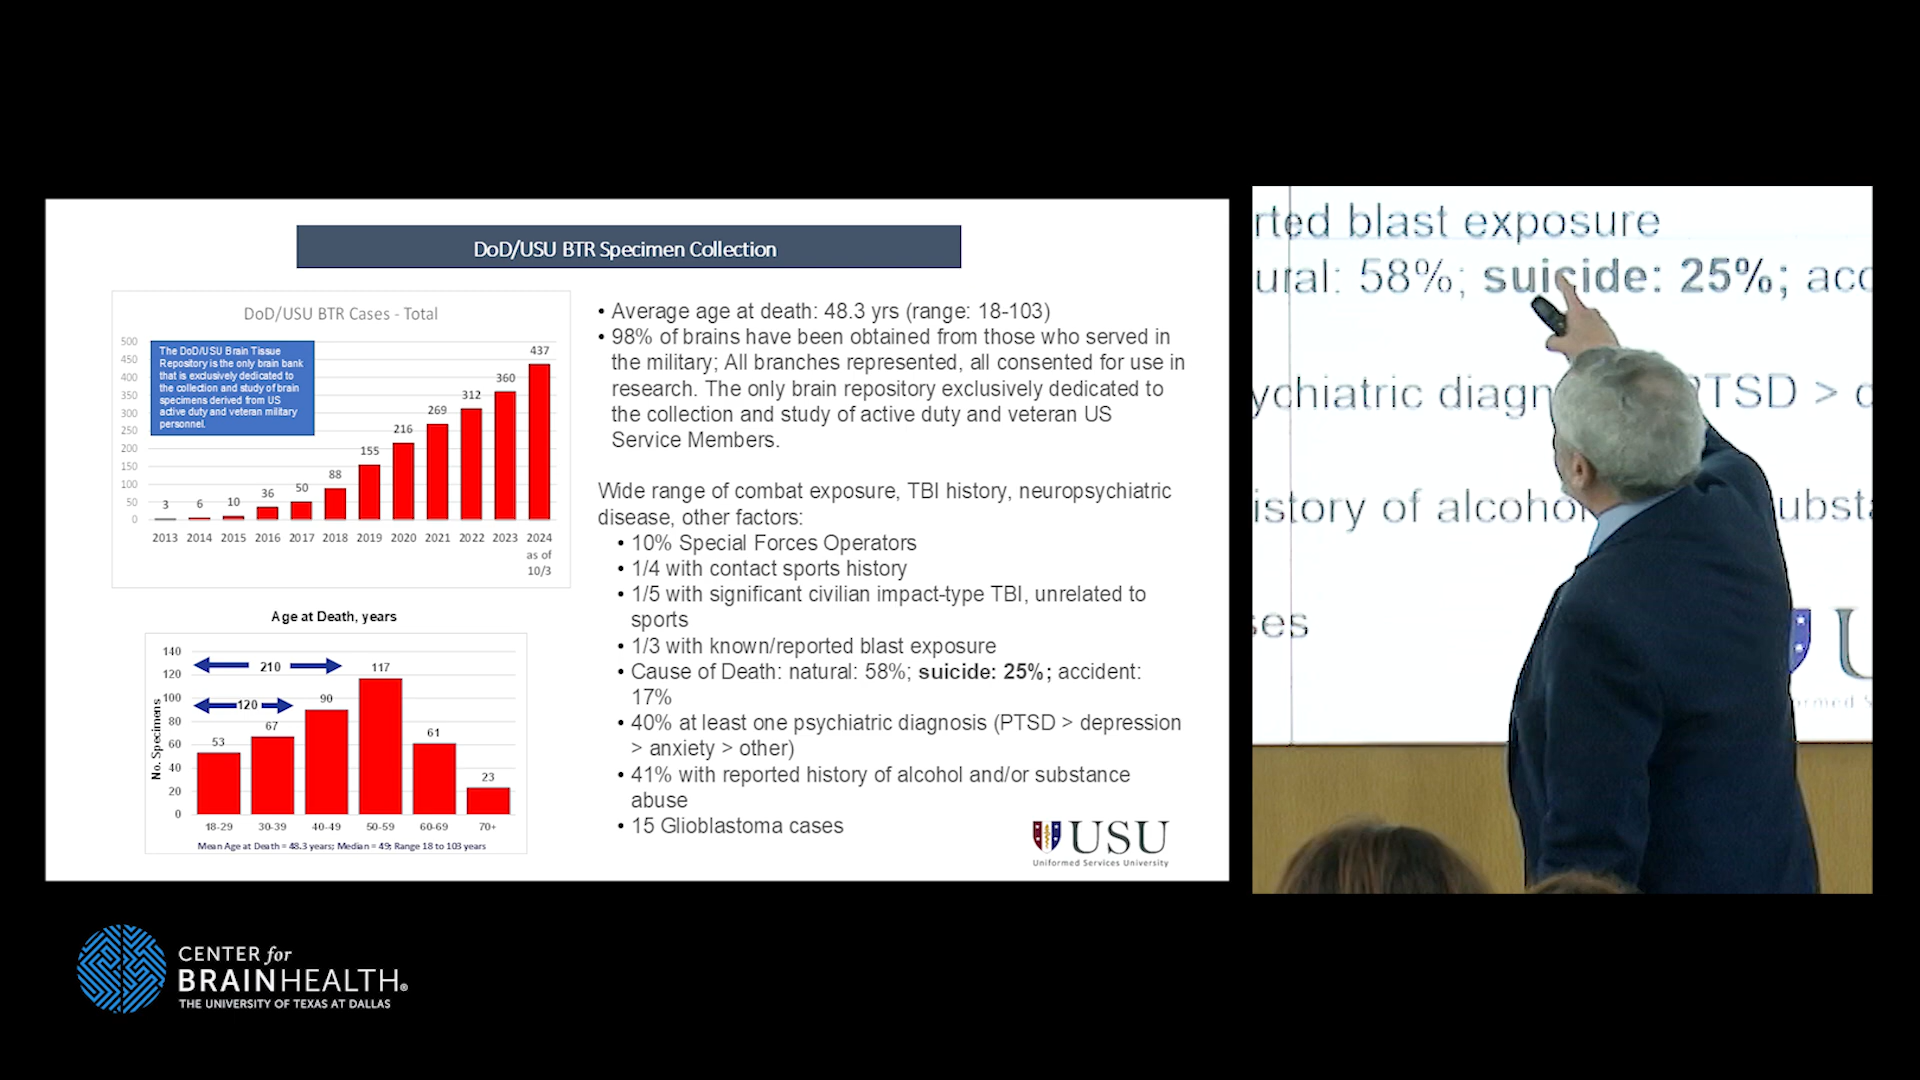 DoD/USU BTR Specimen Collection
DoD/USU BTR Cases - Total
500
450
400
350
300
250
200
150
100
50
0
The DoD/USU Brain Tissue
Repository is the only brain bank
that is exclusively dedicated to
the collection and study of brain
specimens derived from US
active duty and veteran military
personnel.
3 6 10 36 50 88 155 216 269 312 360 437
2013 2014 2015 2016 2017 2018 2019 2020 2021 2022 2023 2024
as of
10/3
Age at Death, years
No. Specimens
140
120
100
80
60
40
20
0
210
120
53 67 90 117 61 23
18-29 30-39 40-49 50-59 60-69 70+
Mean Age at Death = 48.3 years; Median = 49; Range 18 to 103 years
• Average age at death: 48.3 yrs (range: 18-103)
• 98% of brains have been obtained from those who served in
the military; All branches represented, all consented for use in
research. The only brain repository exclusively dedicated to
the collection and study of active duty and veteran US
Service Members.
Wide range of combat exposure, TBI history, neuropsychiatric
disease, other factors:
• 10% Special Forces Operators
• 1/4 with contact sports history
• 1/5 with significant civilian impact-type TBI, unrelated to
sports
• 1/3 with known/reported blast exposure
• Cause of Death: natural: 58%; suicide: 25%; accident:
17%
• 40% at least one psychiatric diagnosis (PTSD > depression
> anxiety > other)
• 41% with reported history of alcohol and/or substance
abuse
• 15 Glioblastoma cases
USU
Uniformed Services University
rted blast exposure
ural: 58%; suicide: 25%; acc
ychiatric diagn TSD >
istory of alcoho ubst
ses
U
rmed
CENTER for
BRAINHEALTH®
THE UNIVERSITY OF TEXAS AT DALLAS